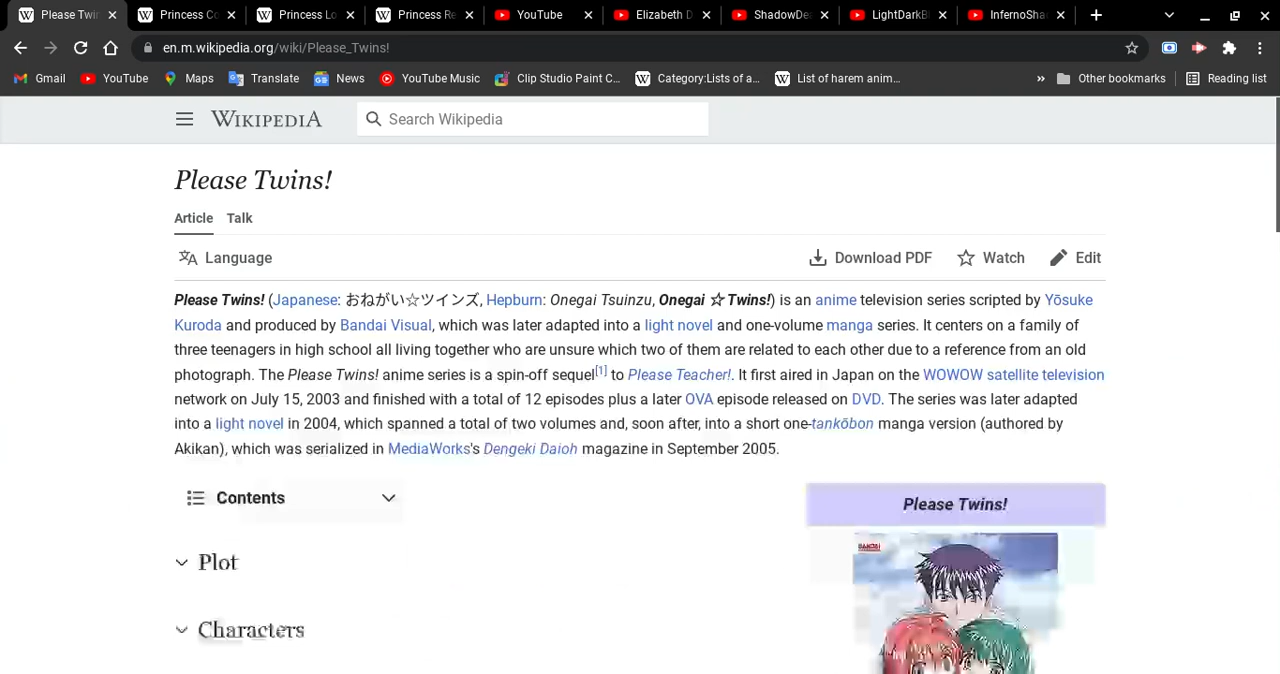 Please Twin Princess Co Princess Lo Princess Re YouTube Elizabeth D ShadowDea LightDarkBl InfernoSha
en.m.wikipedia.org/wiki/Please_Twins!
Gmail YouTube Maps Translate News YouTube Music Clip Studio Paint C... Category:Lists of a... List of harem anim... » Other bookmarks Reading list
WIKIPEDIA Search Wikipedia
Please Twins!
Article Talk
Language Download PDF Watch Edit
Please Twins! (Japanese: おねがい☆ツインズ, Hepburn: Onegai Tsuinzu, Onegai ☆ Twins!) is an anime television series scripted by Yōsuke
Kuroda and produced by Bandai Visual, which was later adapted into a light novel and one-volume manga series. It centers on a family of
three teenagers in high school all living together who are unsure which two of them are related to each other due to a reference from an old
photograph. The Please Twins! anime series is a spin-off sequel[1] to Please Teacher!. It first aired in Japan on the WOWOW satellite television
network on July 15, 2003 and finished with a total of 12 episodes plus a later OVA episode released on DVD. The series was later adapted
into a light novel in 2004, which spanned a total of two volumes and, soon after, into a short one-tankōbon manga version (authored by
Akikan), which was serialized in MediaWorks's Dengeki Daioh magazine in September 2005.
Contents
Please Twins!
Plot
Characters